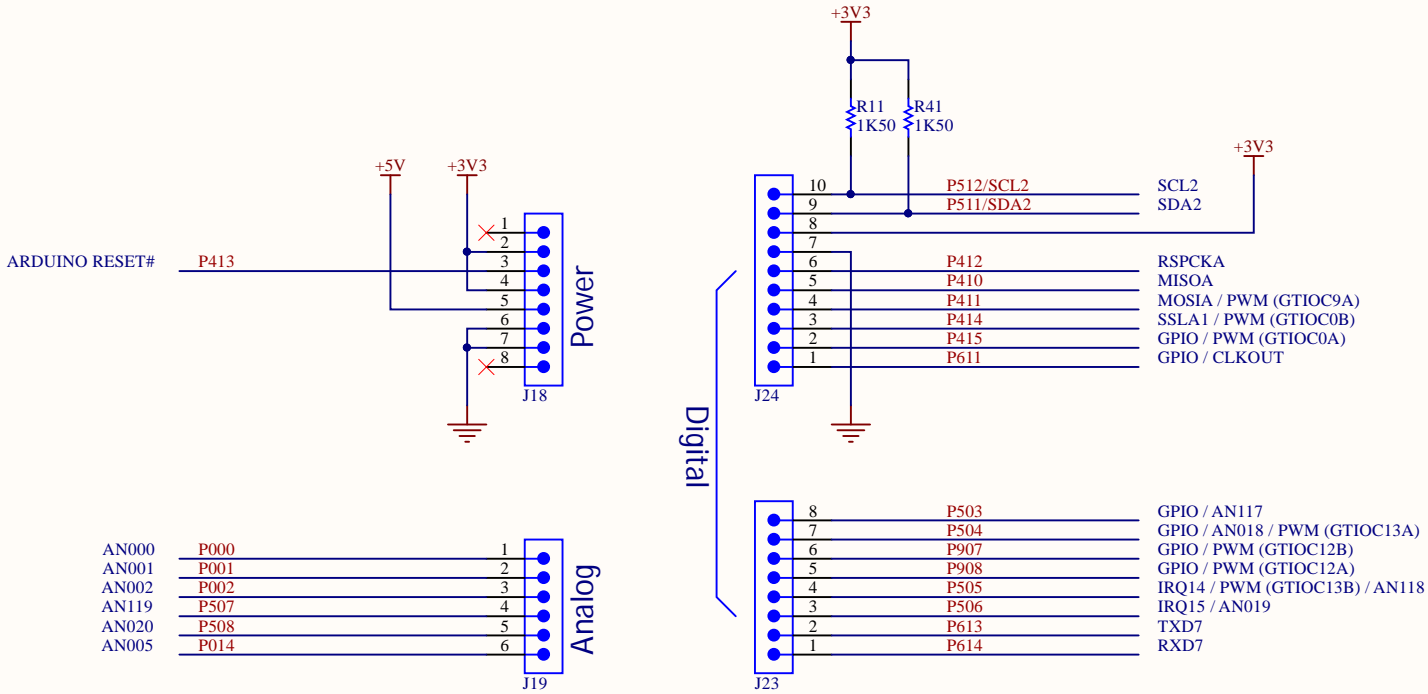 +3V3
R11 R41
1K50 1K50
+5V +3V3
+3V3
ARDUINO RESET# P413
1
2
3
4
5
6
7
8
Power
J18
10 P512/SCL2 SCL2
9 P511/SDA2 SDA2
8
7
6 P412 RSPCKA
5 P410 MISOA
4 P411 MOSIA / PWM (GTIOC9A)
3 P414 SSLA1 / PWM (GTIOC0B)
2 P415 GPIO / PWM (GTIOC0A)
1 P611 GPIO / CLKOUT
J24
Digital
AN000 P000 1
AN001 P001 2
AN002 P002 3
AN119 P507 4
AN020 P508 5
AN005 P014 6
Analog
J19
8 P503 GPIO / AN117
7 P504 GPIO / AN018 / PWM (GTIOC13A)
6 P907 GPIO / PWM (GTIOC12B)
5 P908 GPIO / PWM (GTIOC12A)
4 P505 IRQ14 / PWM (GTIOC13B) / AN118
3 P506 IRQ15 / AN019
2 P613 TXD7
1 P614 RXD7
J23